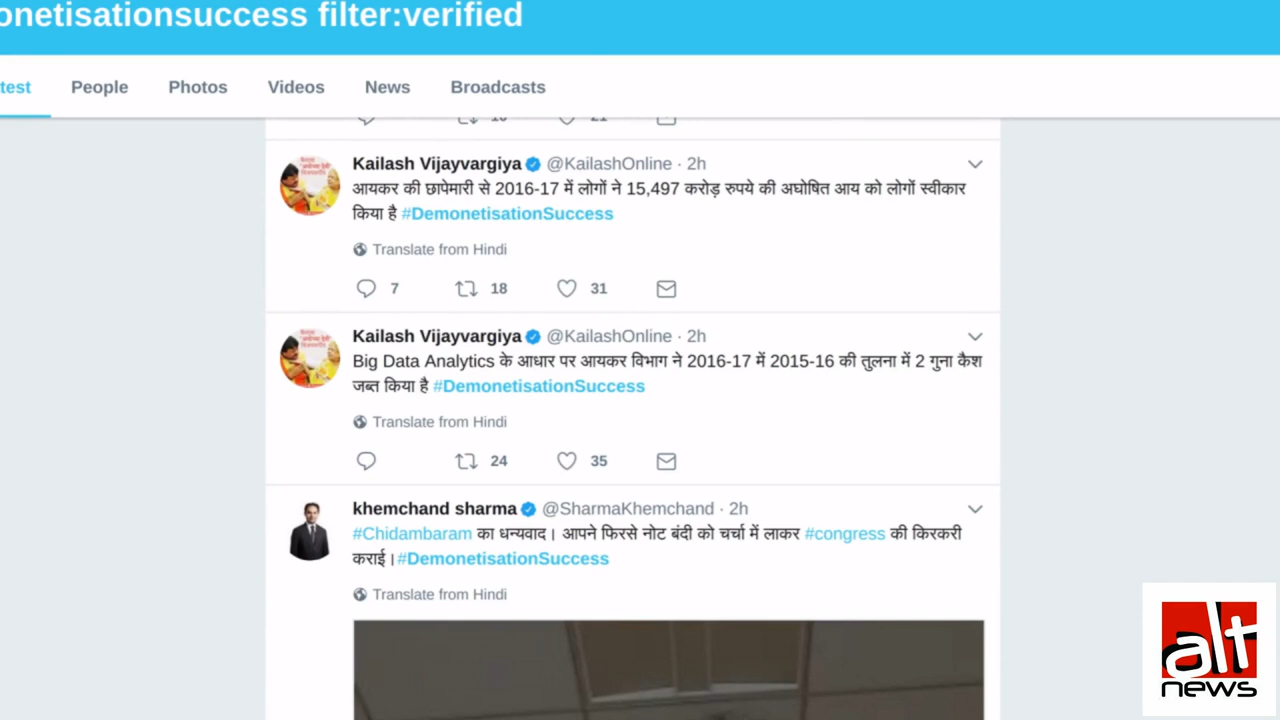 onetisationsuccess filter:verified
test People Photos Videos News Broadcasts
Kailash Vijayvargiya @KailashOnline · 2h
आयकर की छापेमारी से 2016-17 में लोगों ने 15,497 करोड़ रुपये की अघोषित आय को लोगों स्वीकार
किया है #DemonetisationSuccess
Translate from Hindi
7 18 31
Kailash Vijayvargiya @KailashOnline · 2h
Big Data Analytics के आधार पर आयकर विभाग ने 2016-17 में 2015-16 की तुलना में 2 गुना कैश
जब्त किया है #DemonetisationSuccess
Translate from Hindi
24 35
khemchand sharma @SharmaKhemchand · 2h
#Chidambaram का धन्यवाद। आपने फिरसे नोट बंदी को चर्चा में लाकर #congress की किरकरी
कराई।#DemonetisationSuccess
Translate from Hindi
alt
news